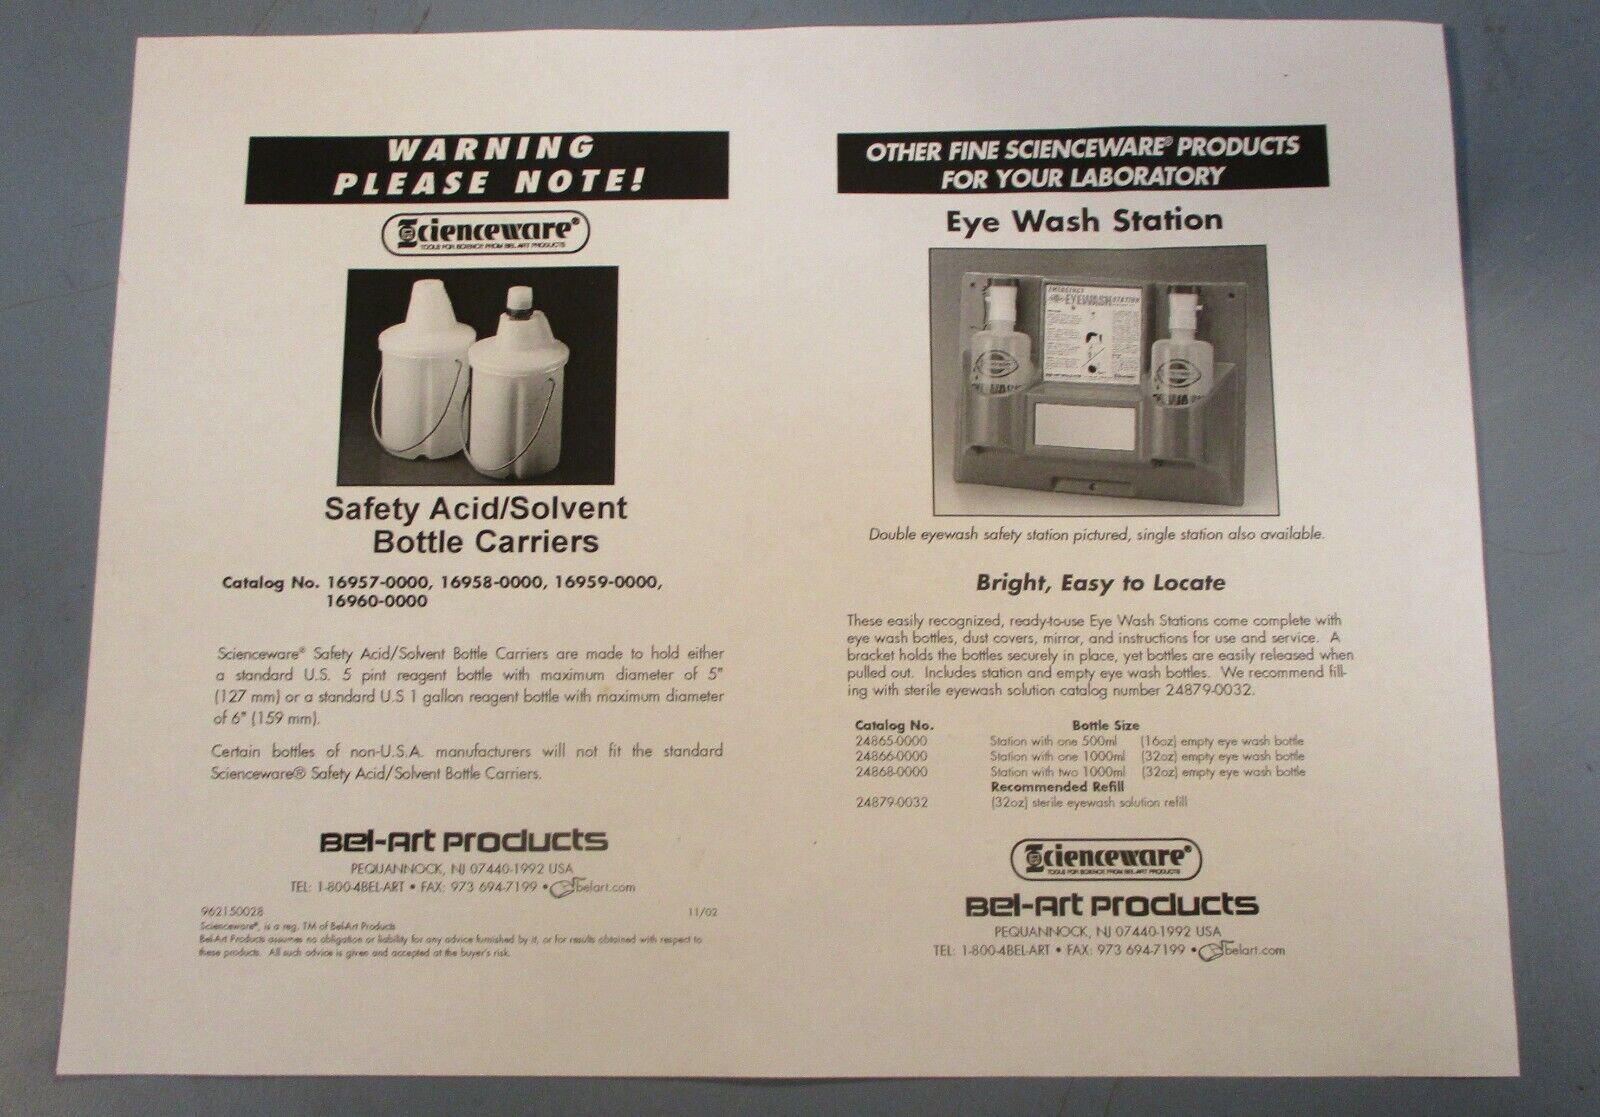 WARNING
PLEASE NOTE!
Scienceware®
TOOLS FOR SCIENCE FROM BEL-ART PRODUCTS
Safety Acid/Solvent
Bottle Carriers
Catalog No. 16957-0000, 16958-0000, 16959-0000,
16960-0000
Scienceware® Safety Acid/Solvent Bottle Carriers are made to hold either
a standard U.S. 5 pint reagent bottle with maximum diameter of 5"
(127 mm) or a standard U.S 1 gallon reagent bottle with maximum diameter
of 6" (159 mm).
Certain bottles of non-U.S.A. manufacturers will not fit the standard
Scienceware® Safety Acid/Solvent Bottle Carriers.
Bel-Art Products
PEQUANNOCK, NJ 07440-1992 USA
TEL: 1-800-4BEL-ART • FAX: 973 694-7199 • belart.com
962150028 11/02
Scienceware®, is a reg. TM of Bel-Art Products
Bel-Art Products assumes no obligation or liability for any advice furnished by it, or for results obtained with respect to
these products. All such advice is given and accepted at the buyer's risk.
OTHER FINE SCIENCEWARE® PRODUCTS
FOR YOUR LABORATORY
Eye Wash Station
EMERGENCY
EYEWASH STATION
Double eyewash safety station pictured, single station also available.
Bright, Easy to Locate
These easily recognized, ready-to-use Eye Wash Stations come complete with
eye wash bottles, dust covers, mirror, and instructions for use and service. A
bracket holds the bottles securely in place, yet bottles are easily released when
pulled out. Includes station and empty eye wash bottles. We recommend fill-
ing with sterile eyewash solution catalog number 24879-0032.
Catalog No. Bottle Size
24865-0000 Station with one 500ml (16oz) empty eye wash bottle
24866-0000 Station with one 1000ml (32oz) empty eye wash bottle
24868-0000 Station with two 1000ml (32oz) empty eye wash bottle
Recommended Refill
24879-0032 (32oz) sterile eyewash solution refill
Scienceware®
TOOLS FOR SCIENCE FROM BEL-ART PRODUCTS
Bel-Art Products
PEQUANNOCK, NJ 07440-1992 USA
TEL: 1-800-4BEL-ART • FAX: 973 694-7199 • belart.com